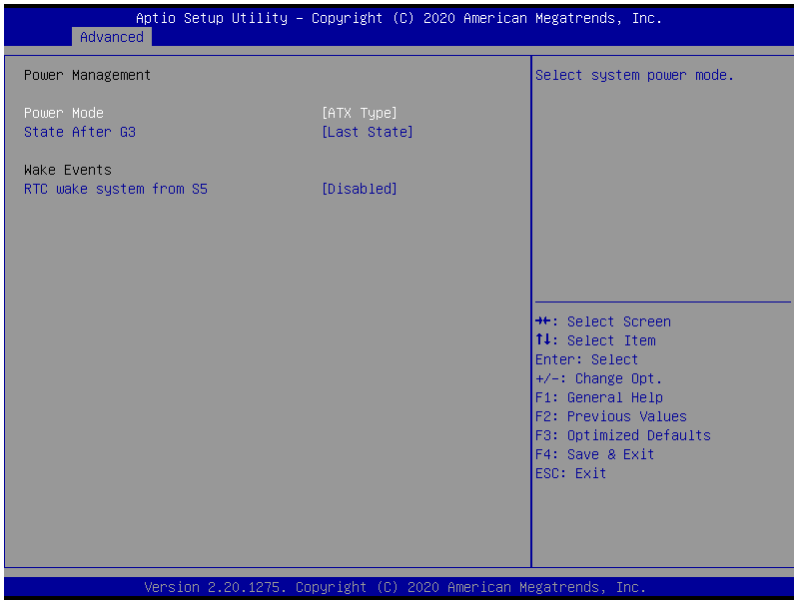 Aptio Setup Utility – Copyright (C) 2020 American Megatrends, Inc.
Advanced
Power Management
Power Mode [ATX Type]
State After G3 [Last State]
Wake Events
RTC wake system from S5 [Disabled]
Select system power mode.
→←: Select Screen
↑↓: Select Item
Enter: Select
+/-: Change Opt.
F1: General Help
F2: Previous Values
F3: Optimized Defaults
F4: Save & Exit
ESC: Exit
Version 2.20.1275. Copyright (C) 2020 American Megatrends, Inc.